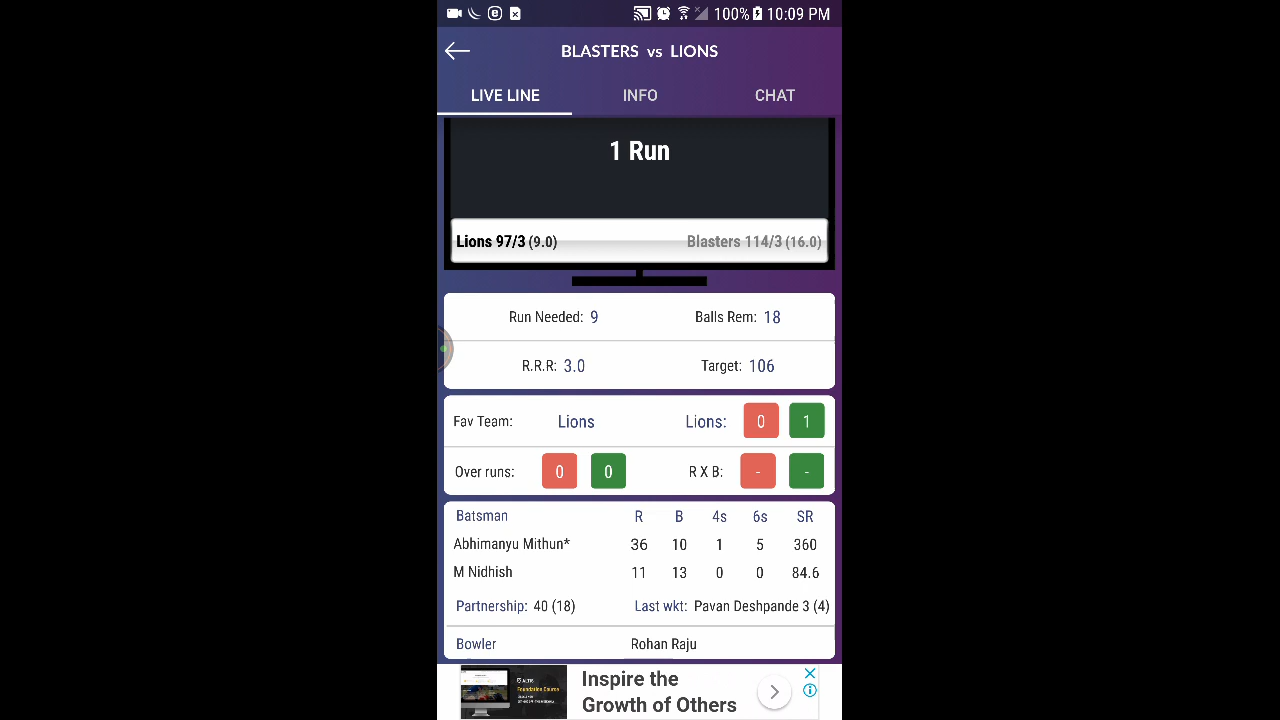 100% 10:09 PM
BLASTERS vs LIONS
LIVE LINE INFO CHAT
1 Run
Lions 97/3 (9.0) Blasters 114/3 (16.0)
Run Needed: 9 Balls Rem: 18
R.R.R: 3.0 Target: 106
Fav Team: Lions Lions: 0 1
Over runs: 0 0 R X B: - -
Batsman R B 4s 6s SR
Abhimanyu Mithun* 36 10 1 5 360
M Nidhish 11 13 0 0 84.6
Partnership: 40 (18) Last wkt: Pavan Deshpande 3 (4)
Bowler Rohan Raju
Inspire the
Growth of Others
Foundation Course